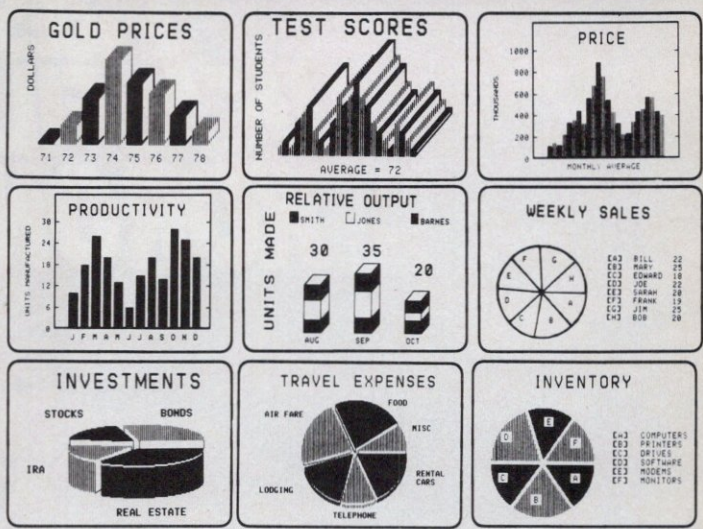 GOLD PRICES
DOLLARS
71 72 73 74 75 76 77 78
TEST SCORES
NUMBER OF STUDENTS
AVERAGE = 72
PRICE
THOUSANDS
1000
800
600
400
200
0
MONTHLY AVERAGE
PRODUCTIVITY
UNITS MANUFACTURED
30
24
18
12
6
0
J F M A M J J A S O N D
RELATIVE OUTPUT
SMITH JONES BARNES
UNITS MADE
30 35 20
AUG SEP OCT
WEEKLY SALES
F G
E H
D A
C B
[A] BILL 22
[B] MARY 25
[C] EDWARD 18
[D] JOE 22
[E] SARAH 20
[F] FRANK 19
[G] JIM 25
[H] BOB 20
INVESTMENTS
STOCKS BONDS
IRA
REAL ESTATE
TRAVEL EXPENSES
FOOD
AIR FARE
MISC
RENTAL
CARS
LODGING
TELEPHONE
INVENTORY
E
D F
C A
B
[A] COMPUTERS
[B] PRINTERS
[C] DRIVES
[D] SOFTWARE
[E] MODEMS
[F] MONITORS